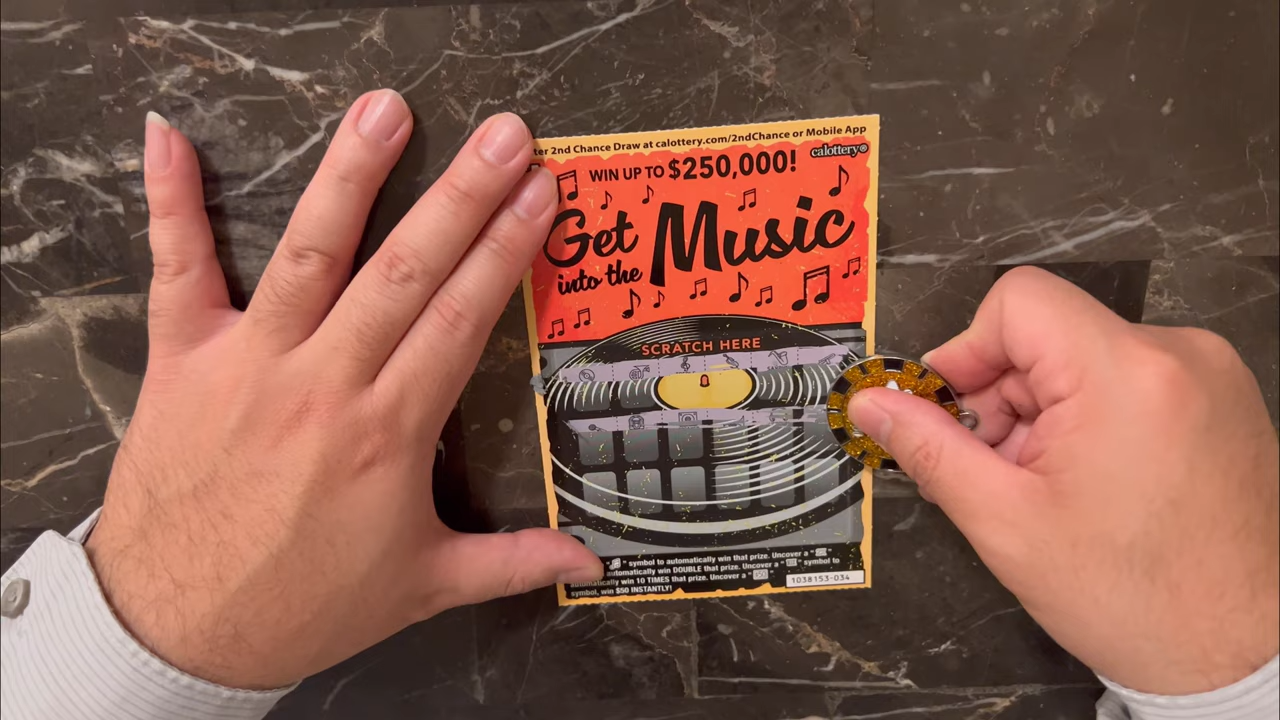 ter 2nd Chance Draw at calottery.com/2ndChance or Mobile App
WIN UP TO $250,000!
calottery
Get
into the
Music
SCRATCH HERE
" symbol to automatically win that prize. Uncover a "
automatically win DOUBLE that prize. Uncover a " " symbol to
automatically win 10 TIMES that prize. Uncover a "
symbol, win $50 INSTANTLY!
1038153-034